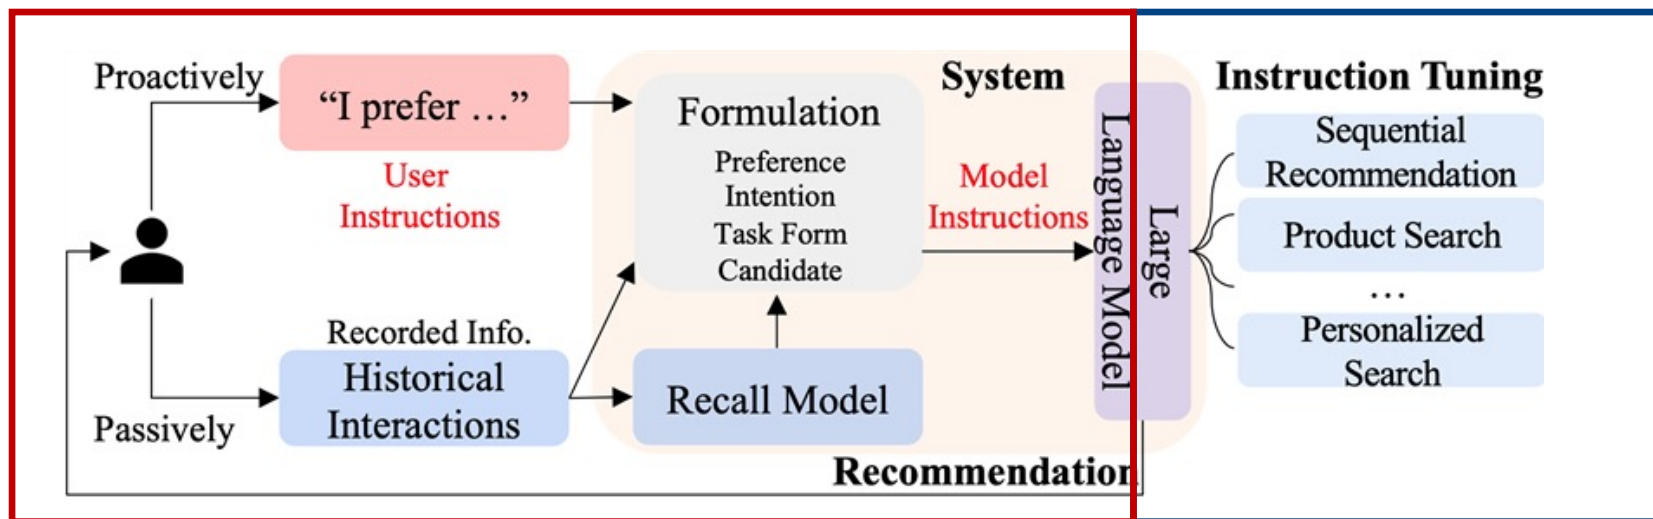 Proactively
“I prefer …”
User
Instructions
Passively
Recorded Info.
Historical
Interactions
System
Formulation
Preference
Intention
Task Form
Candidate
Recall Model
Model
Instructions
Large
Language Model
Recommendation
Instruction Tuning
Sequential
Recommendation
Product Search
…
Personalized
Search